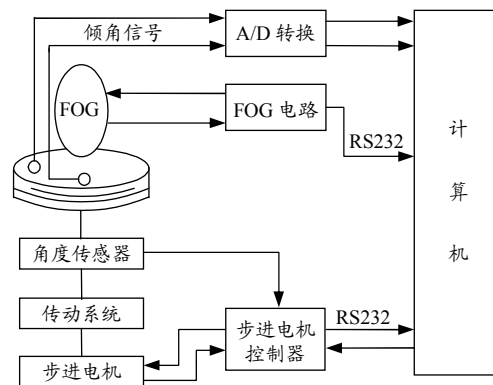 倾角信号
A/D 转换
FOG
FOG 电路
RS232
计
算
机
角度传感器
传动系统
步进电机
控制器
RS232
步进电机